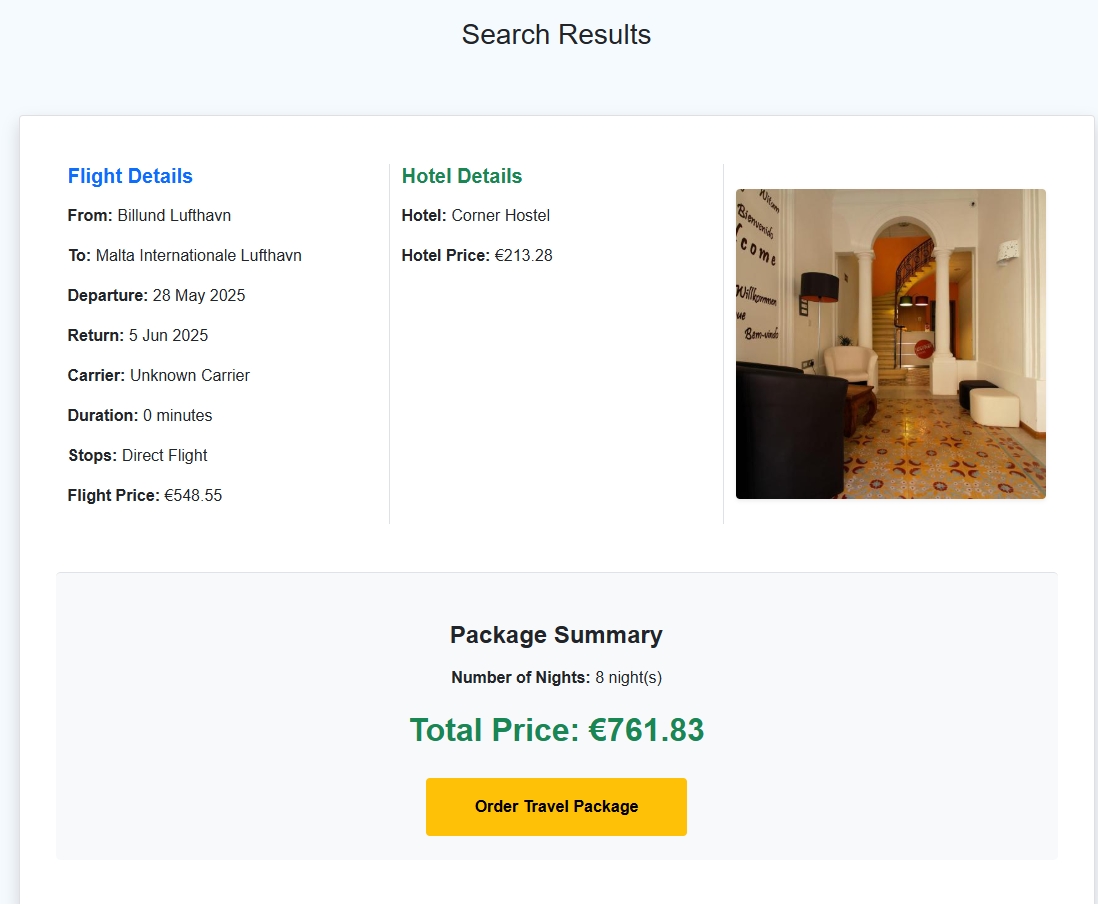 Search Results
Flight Details
From: Billund Lufthavn
To: Malta Internationale Lufthavn
Departure: 28 May 2025
Return: 5 Jun 2025
Carrier: Unknown Carrier
Duration: 0 minutes
Stops: Direct Flight
Flight Price: €548.55
Hotel Details
Hotel: Corner Hostel
Hotel Price: €213.28
Witam
Bienvenido
come
Willkommen
ue
Bem-vindo
Package Summary
Number of Nights: 8 night(s)
Total Price: €761.83
Order Travel Package